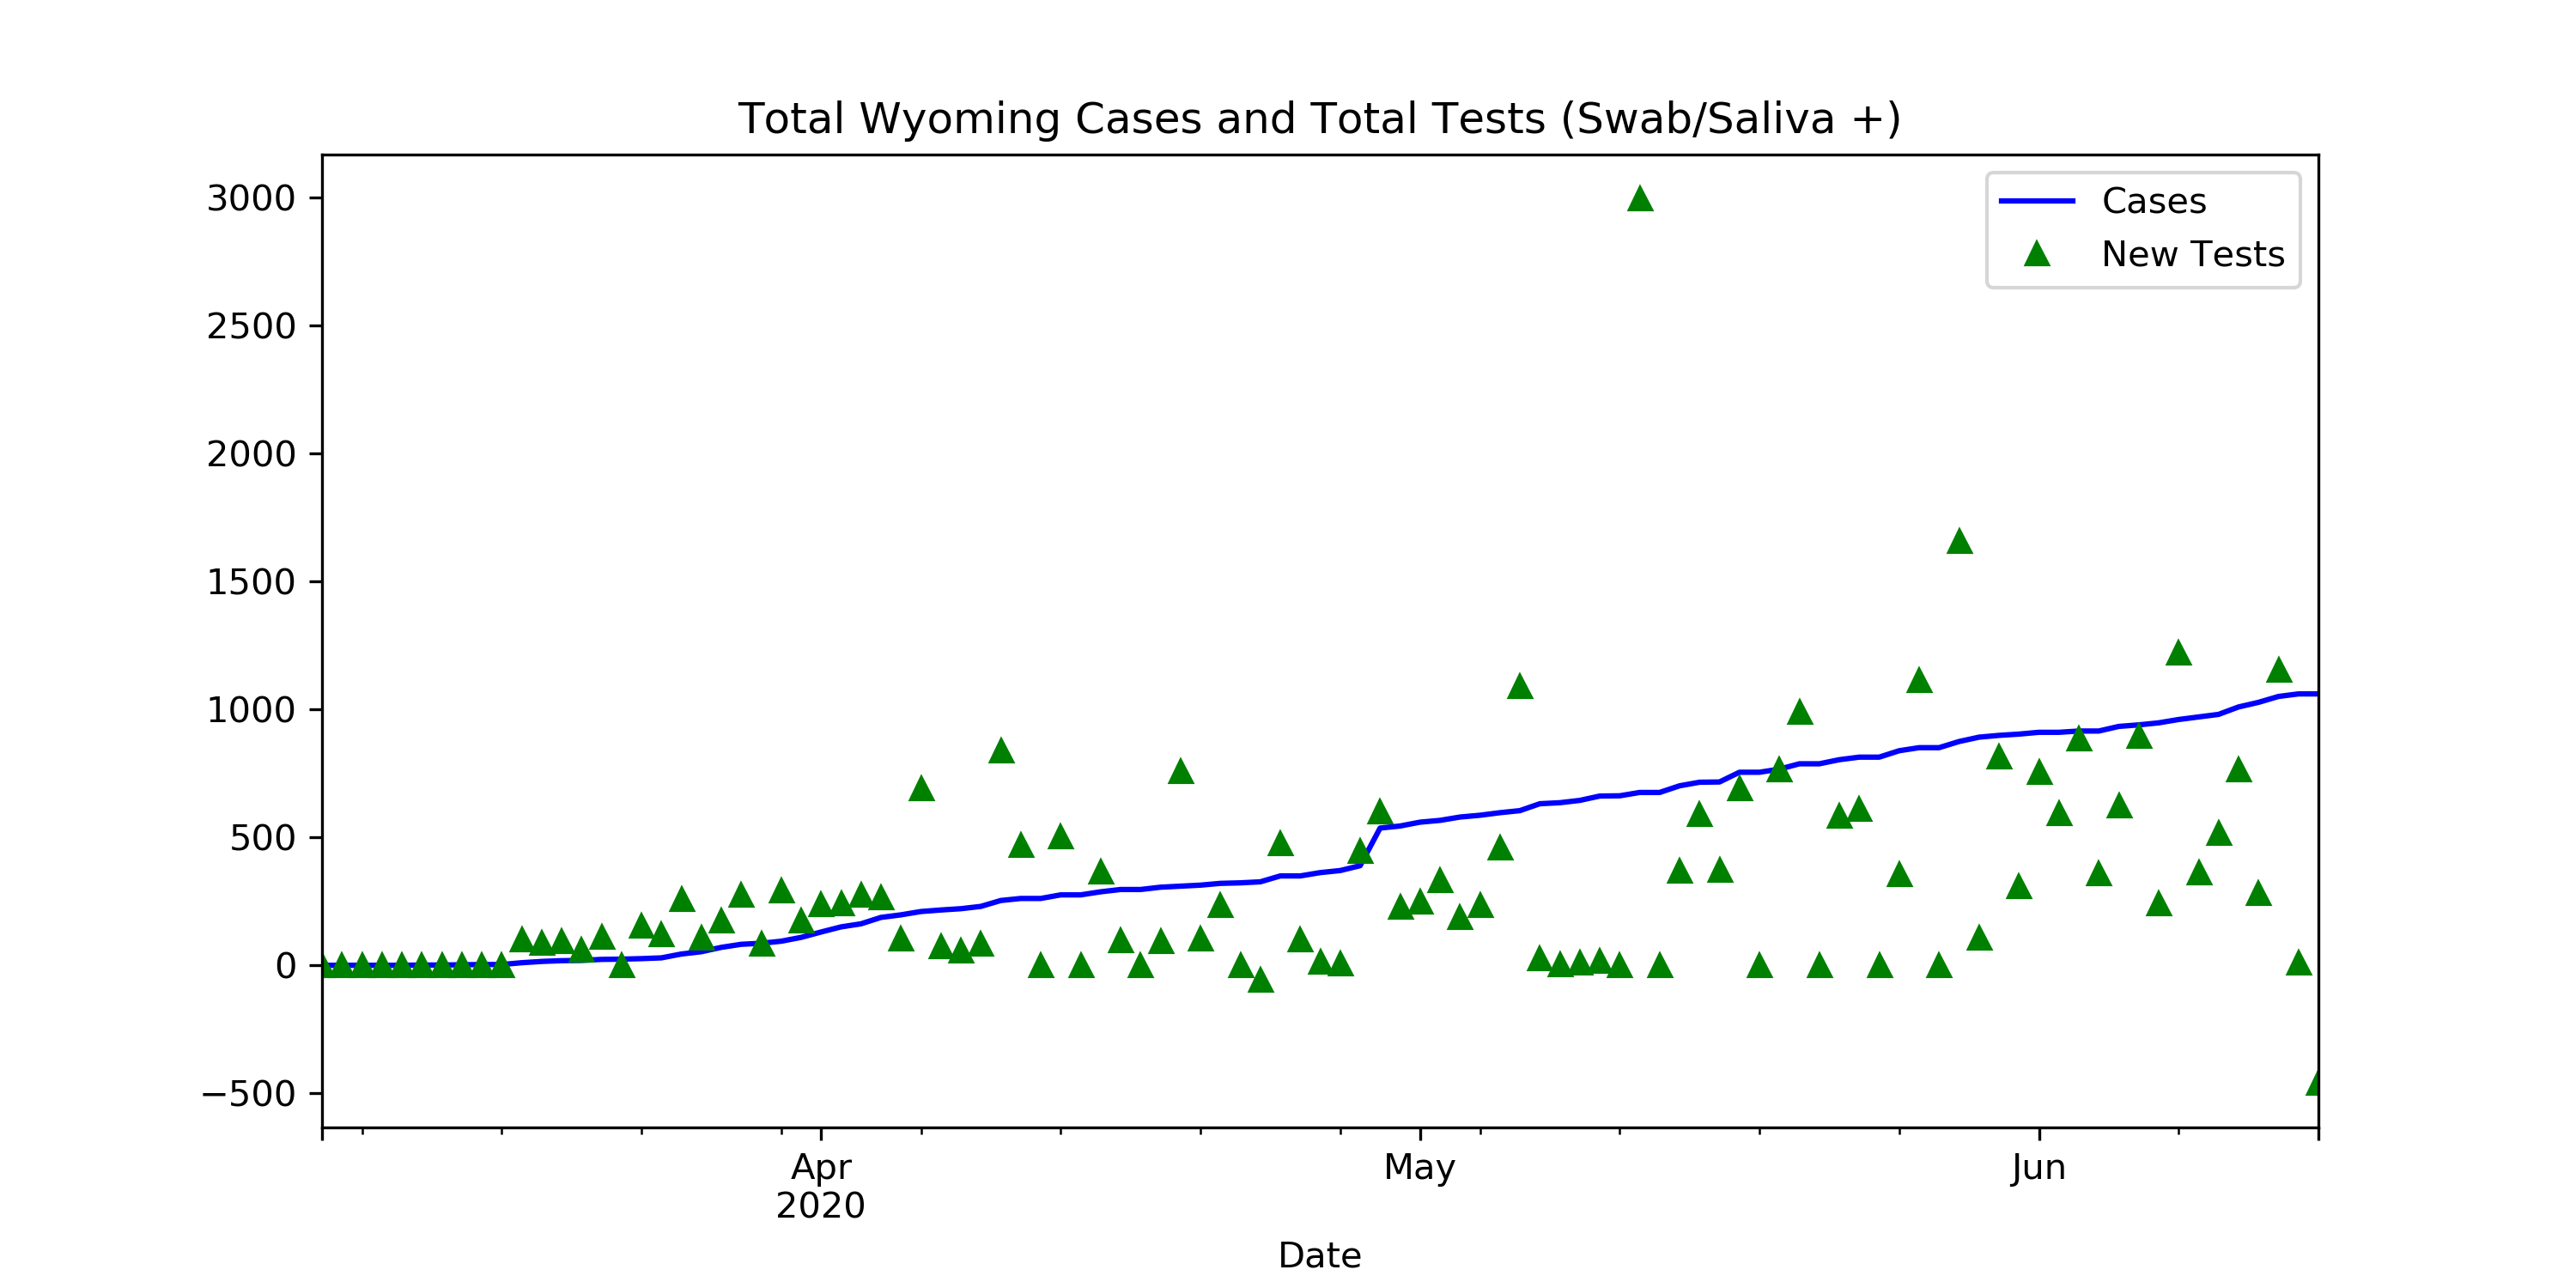 Total Wyoming Cases and Total Tests (Swab/Saliva +)
Cases
New Tests
3000
2500
2000
1500
1000
500
0
−500
Apr
2020
May
Jun
Date